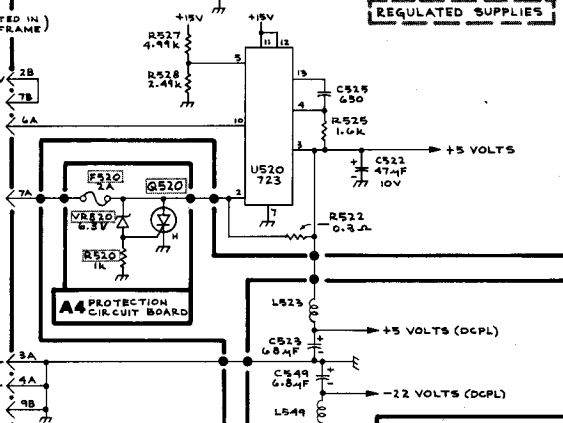 REGULATED SUPPLIES
TED IN )
FRAME)
+15V
+15V
R527
4.99k
11
12
5
R528
2.49k
2B
7B
13
C525
680
4
R525
1.6k
6A
10
3
+5 VOLTS
C522
47µF
10V
U520
723
F520
2A
Q520
7A
2
VR520
6.3V
H
7
R522
0.3Ω
R520
1k
A4 PROTECTION
CIRCUIT BOARD
L523
+5 VOLTS (DCPL)
C523
68µF
3A
C549
6.8µF
4A
-22 VOLTS (DCPL)
9B
L549